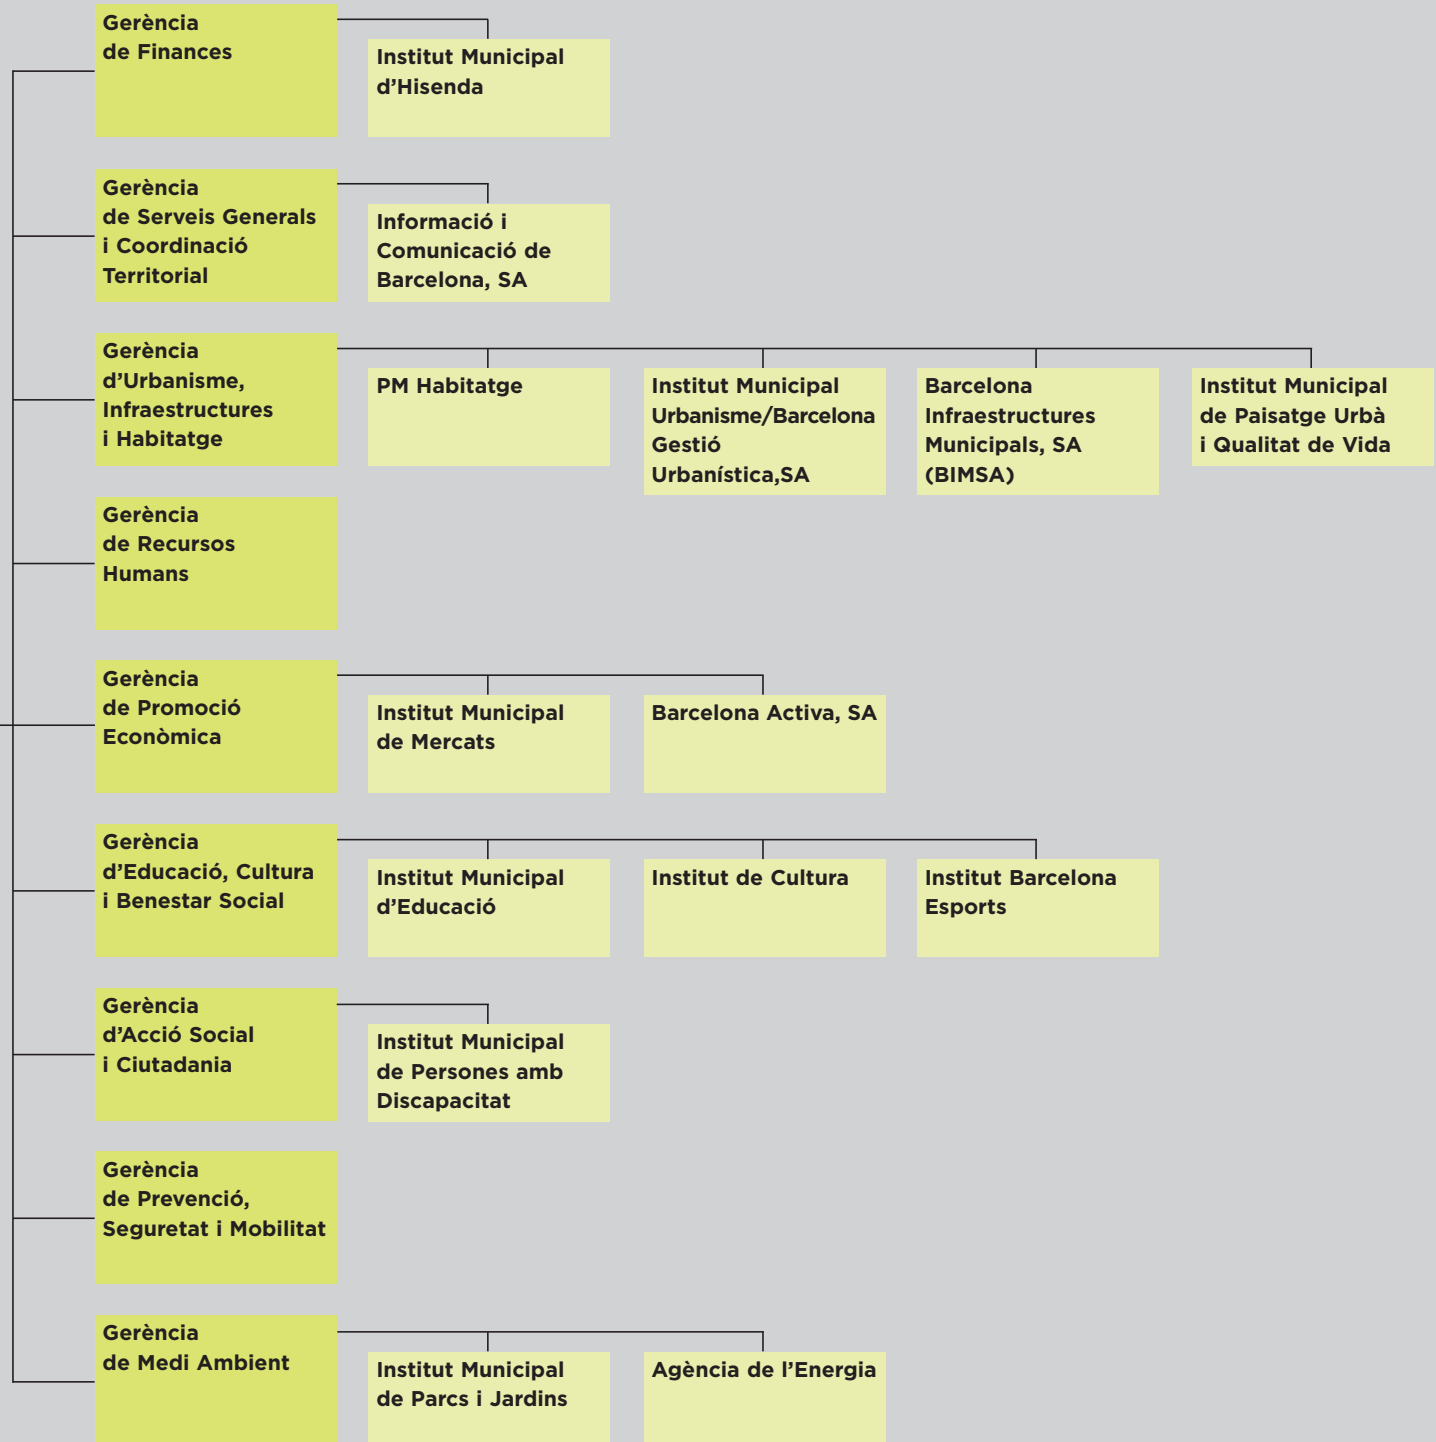 Gerència
de Finances
Institut Municipal
d’Hisenda
Gerència
de Serveis Generals
i Coordinació
Territorial
Informació i
Comunicació de
Barcelona, SA
Gerència
d’Urbanisme,
Infraestructures
i Habitatge
PM Habitatge
Institut Municipal
Urbanisme/Barcelona
Gestió
Urbanística,SA
Barcelona
Infraestructures
Municipals, SA
(BIMSA)
Institut Municipal
de Paisatge Urbà
i Qualitat de Vida
Gerència
de Recursos
Humans
Gerència
de Promoció
Econòmica
Institut Municipal
de Mercats
Barcelona Activa, SA
Gerència
d’Educació, Cultura
i Benestar Social
Institut Municipal
d’Educació
Institut de Cultura
Institut Barcelona
Esports
Gerència
d’Acció Social
i Ciutadania
Institut Municipal
de Persones amb
Discapacitat
Gerència
de Prevenció,
Seguretat i Mobilitat
Gerència
de Medi Ambient
Institut Municipal
de Parcs i Jardins
Agència de l’Energia